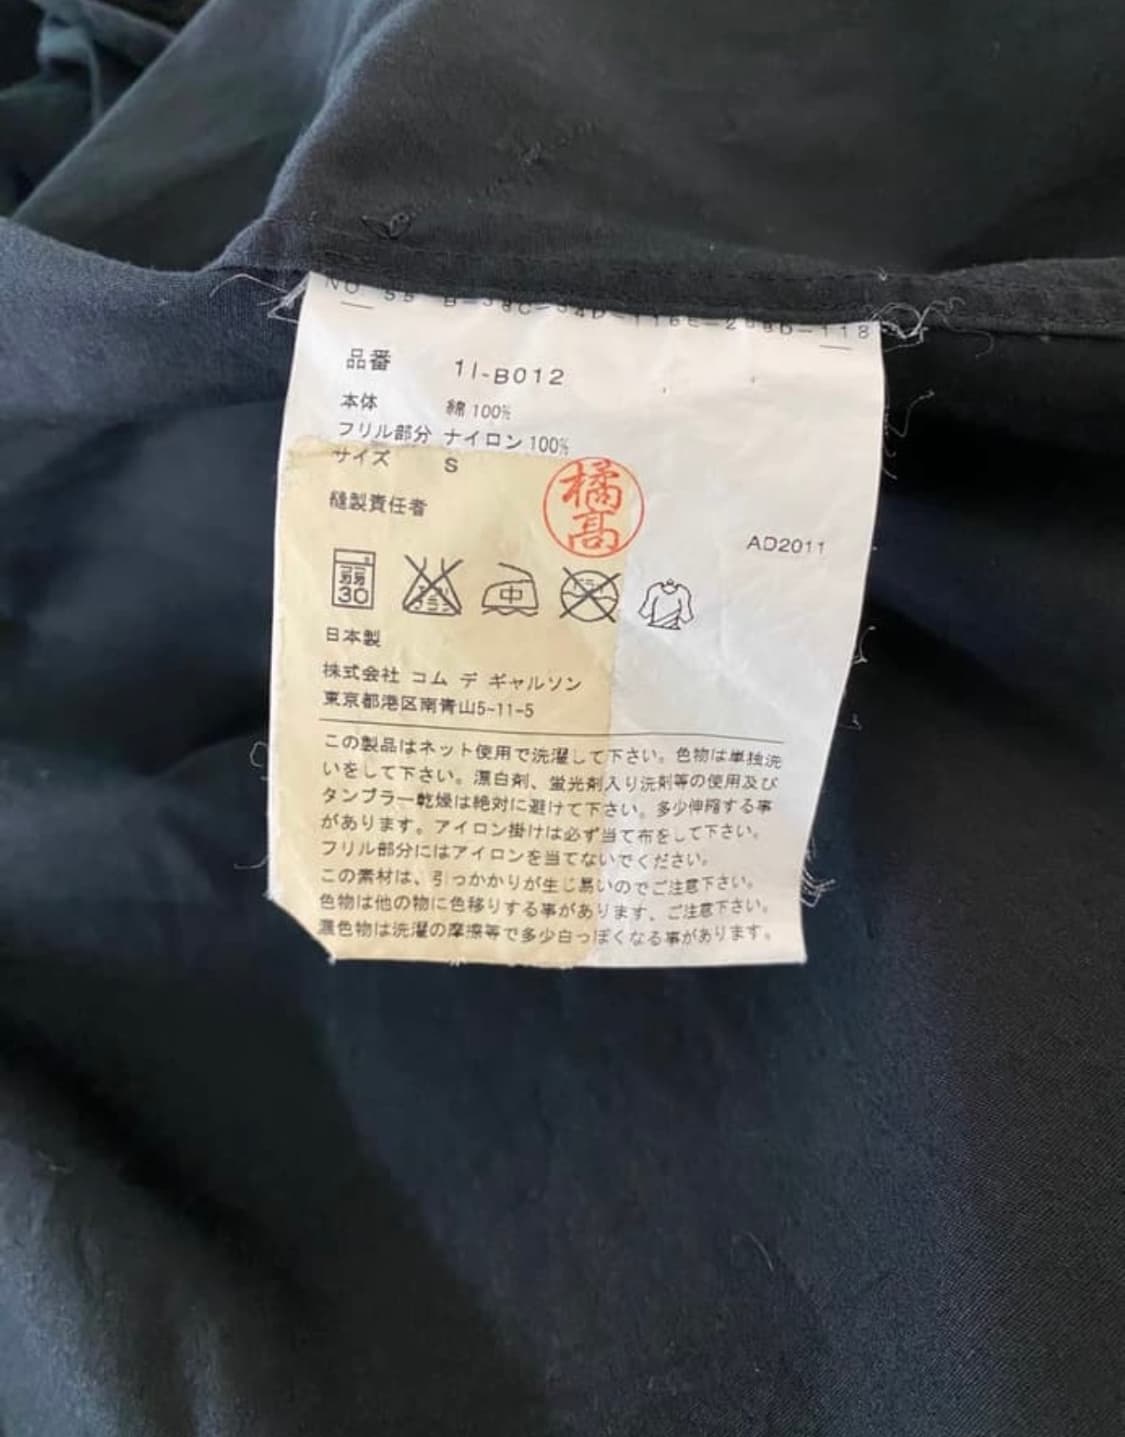 品番 1I-B012
本体 綿 100%
フリル部分 ナイロン 100%
サイズ S
橘高
縫製責任者
AD2011
弱 30
中
日本製
株式会社 コム デ ギャルソン
東京都港区南青山5-11-5
この製品はネット使用で洗濯して下さい。色物は単独洗
いをして下さい。漂白剤、蛍光剤入り洗剤等の使用及び
タンブラー乾燥は絶対に避けて下さい。多少伸縮する事
があります。アイロン掛けは必ず当て布をして下さい。
フリル部分にはアイロンを当てないでください。
この素材は、引っかかりが生じ易いのでご注意下さい。
色物は他の物に色移りする事があります、ご注意下さい。
濃色物は洗濯の摩擦等で多少白っぽくなる事があります。